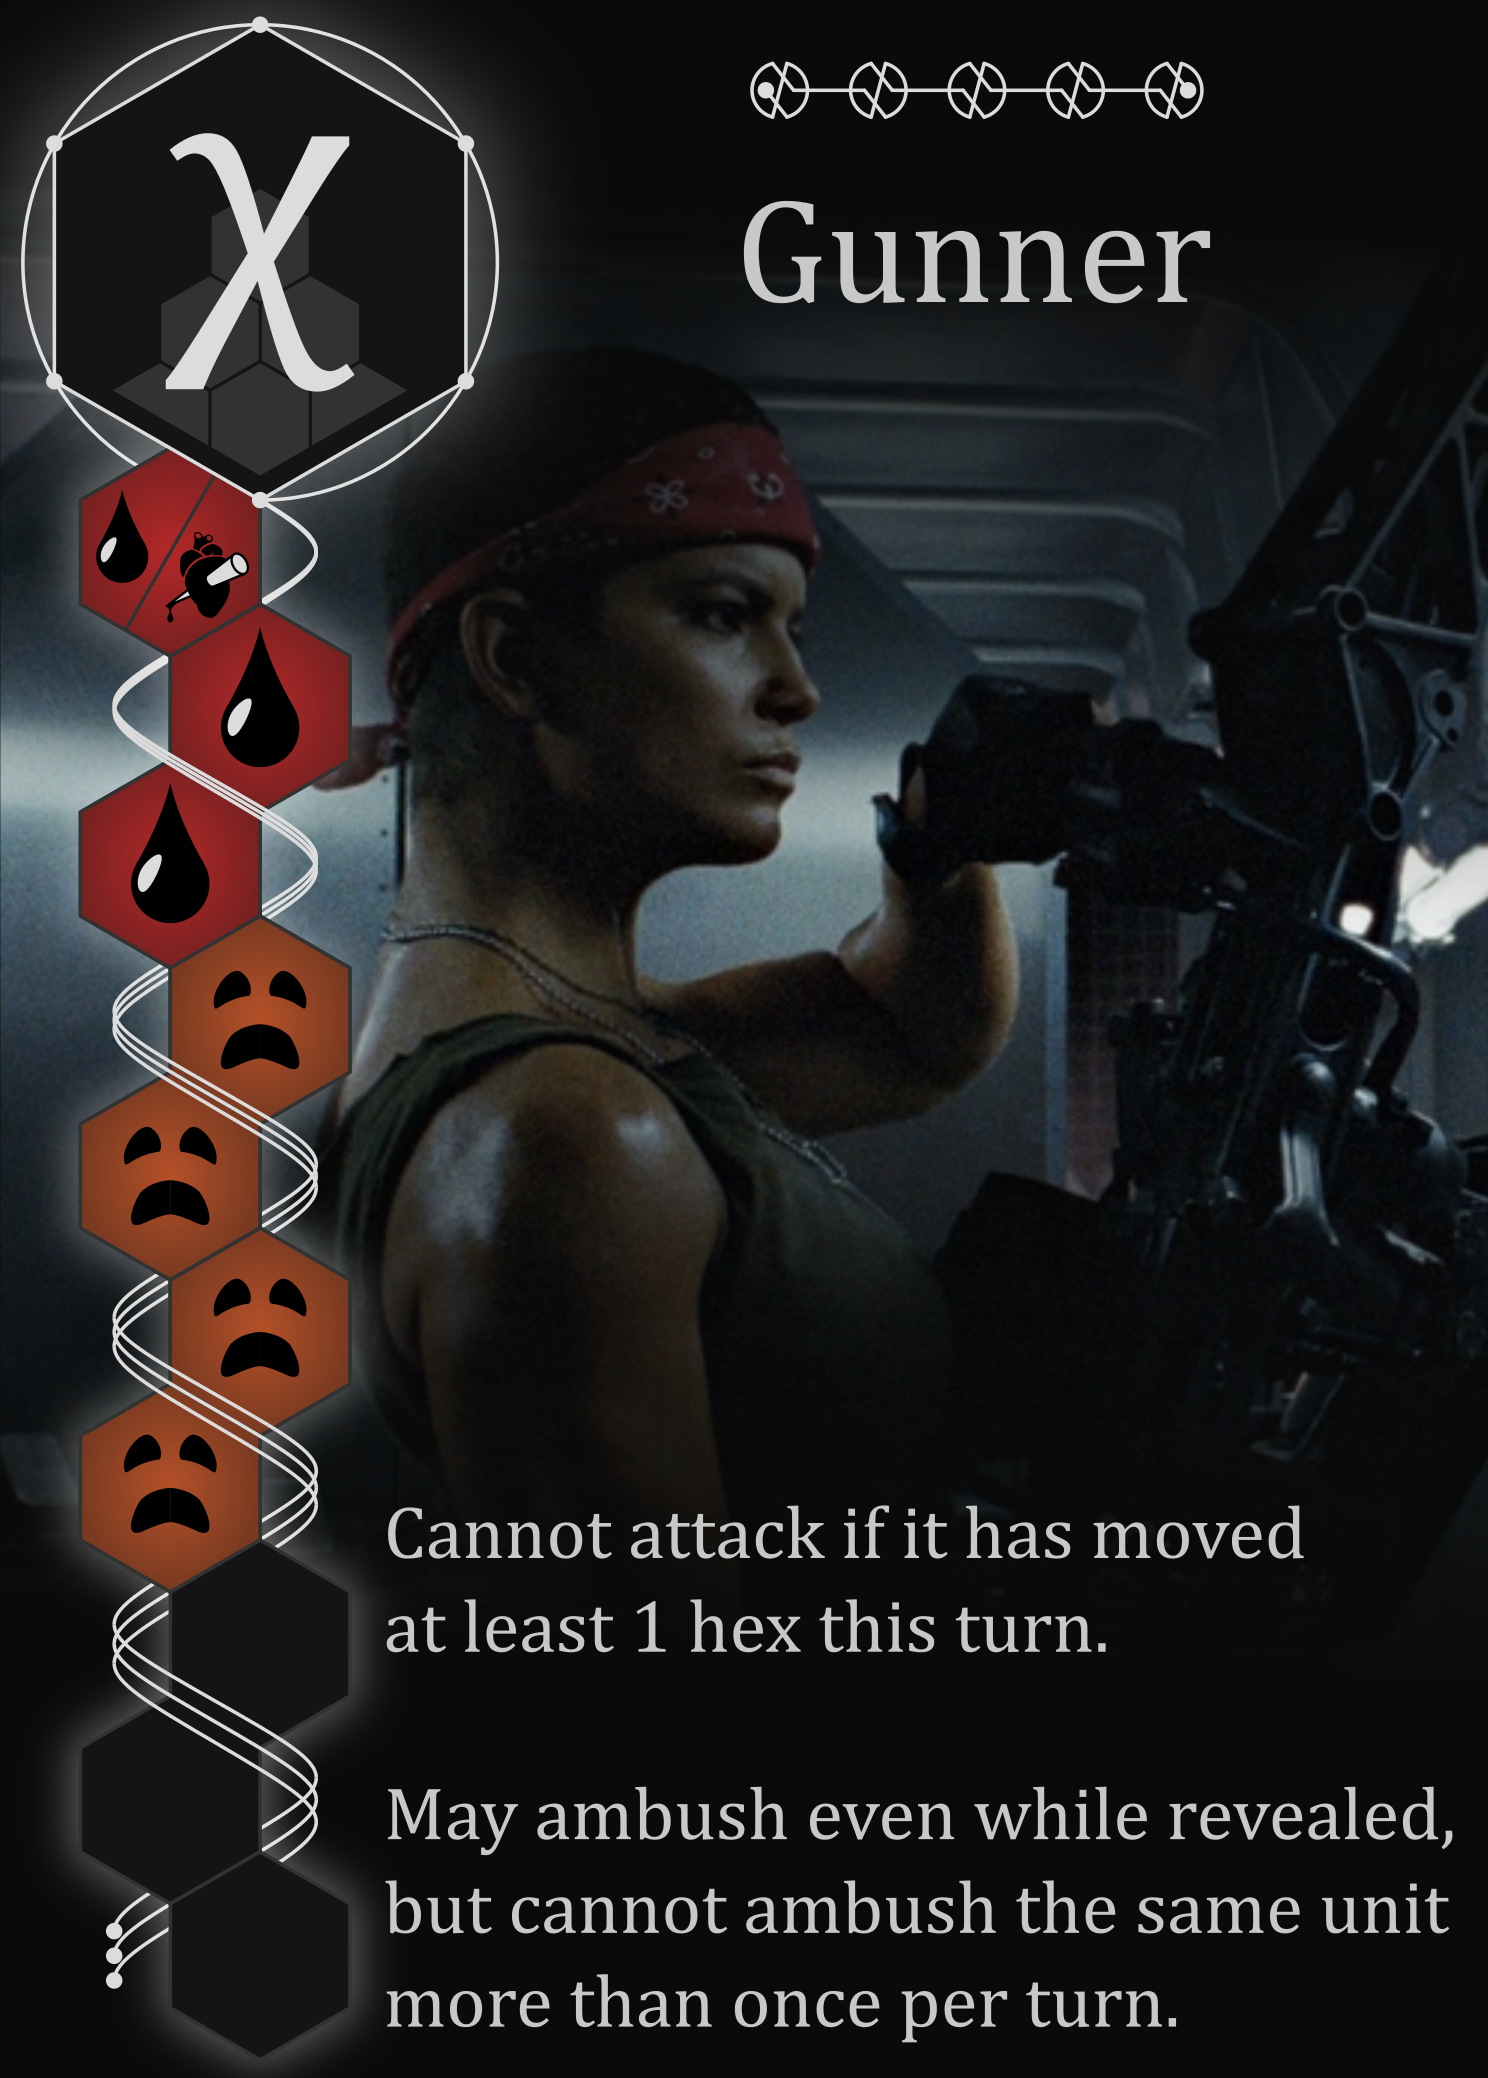 χ
Gunner
Cannot attack if it has moved
at least 1 hex this turn.
May ambush even while revealed,
but cannot ambush the same unit
more than once per turn.